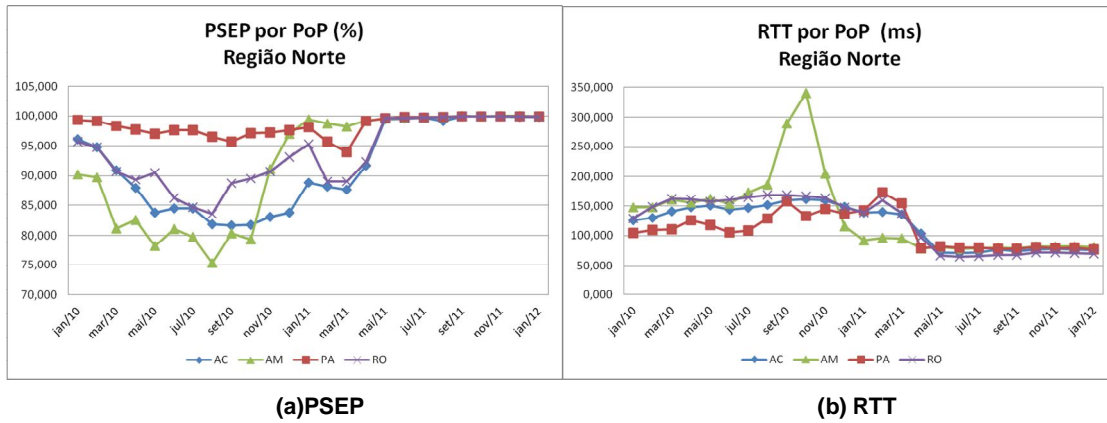 PSEP por PoP (%)
Região Norte
105,000
100,000
95,000
90,000
85,000
80,000
75,000
70,000
jan/10 mar/10 mai/10 jul/10 set/10 nov/10 jan/11 mar/11 mai/11 jul/11 set/11 nov/11 jan/12
AC AM PA RO
(a)PSEP
RTT por PoP (ms)
Região Norte
350,000
300,000
250,000
200,000
150,000
100,000
50,000
0,000
jan/10 mar/10 mai/10 jul/10 set/10 nov/10 jan/11 mar/11 mai/11 jul/11 set/11 nov/11 jan/12
AC AM PA RO
(b) RTT